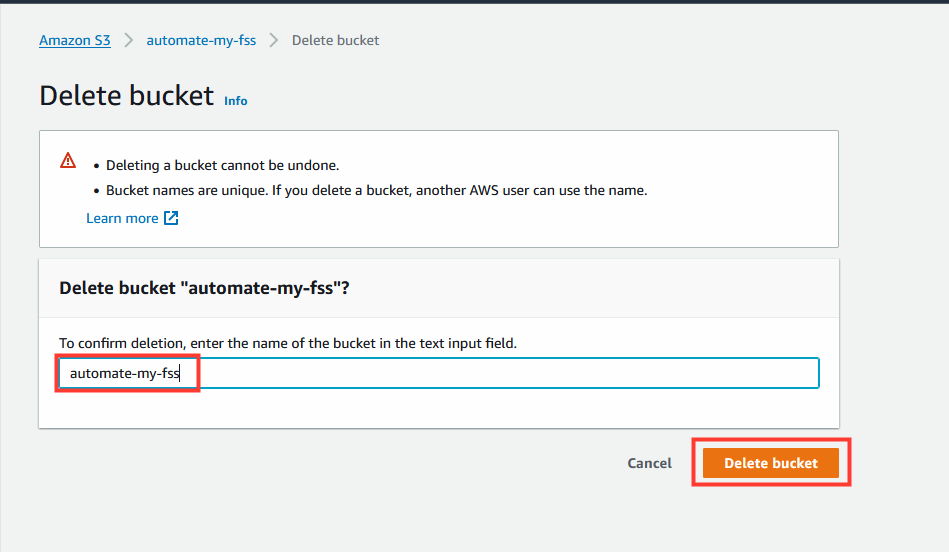 Amazon S3 > automate-my-fss > Delete bucket
Delete bucket Info
• Deleting a bucket cannot be undone.
• Bucket names are unique. If you delete a bucket, another AWS user can use the name.
Learn more
Delete bucket "automate-my-fss"?
To confirm deletion, enter the name of the bucket in the text input field.
automate-my-fss
Cancel Delete bucket